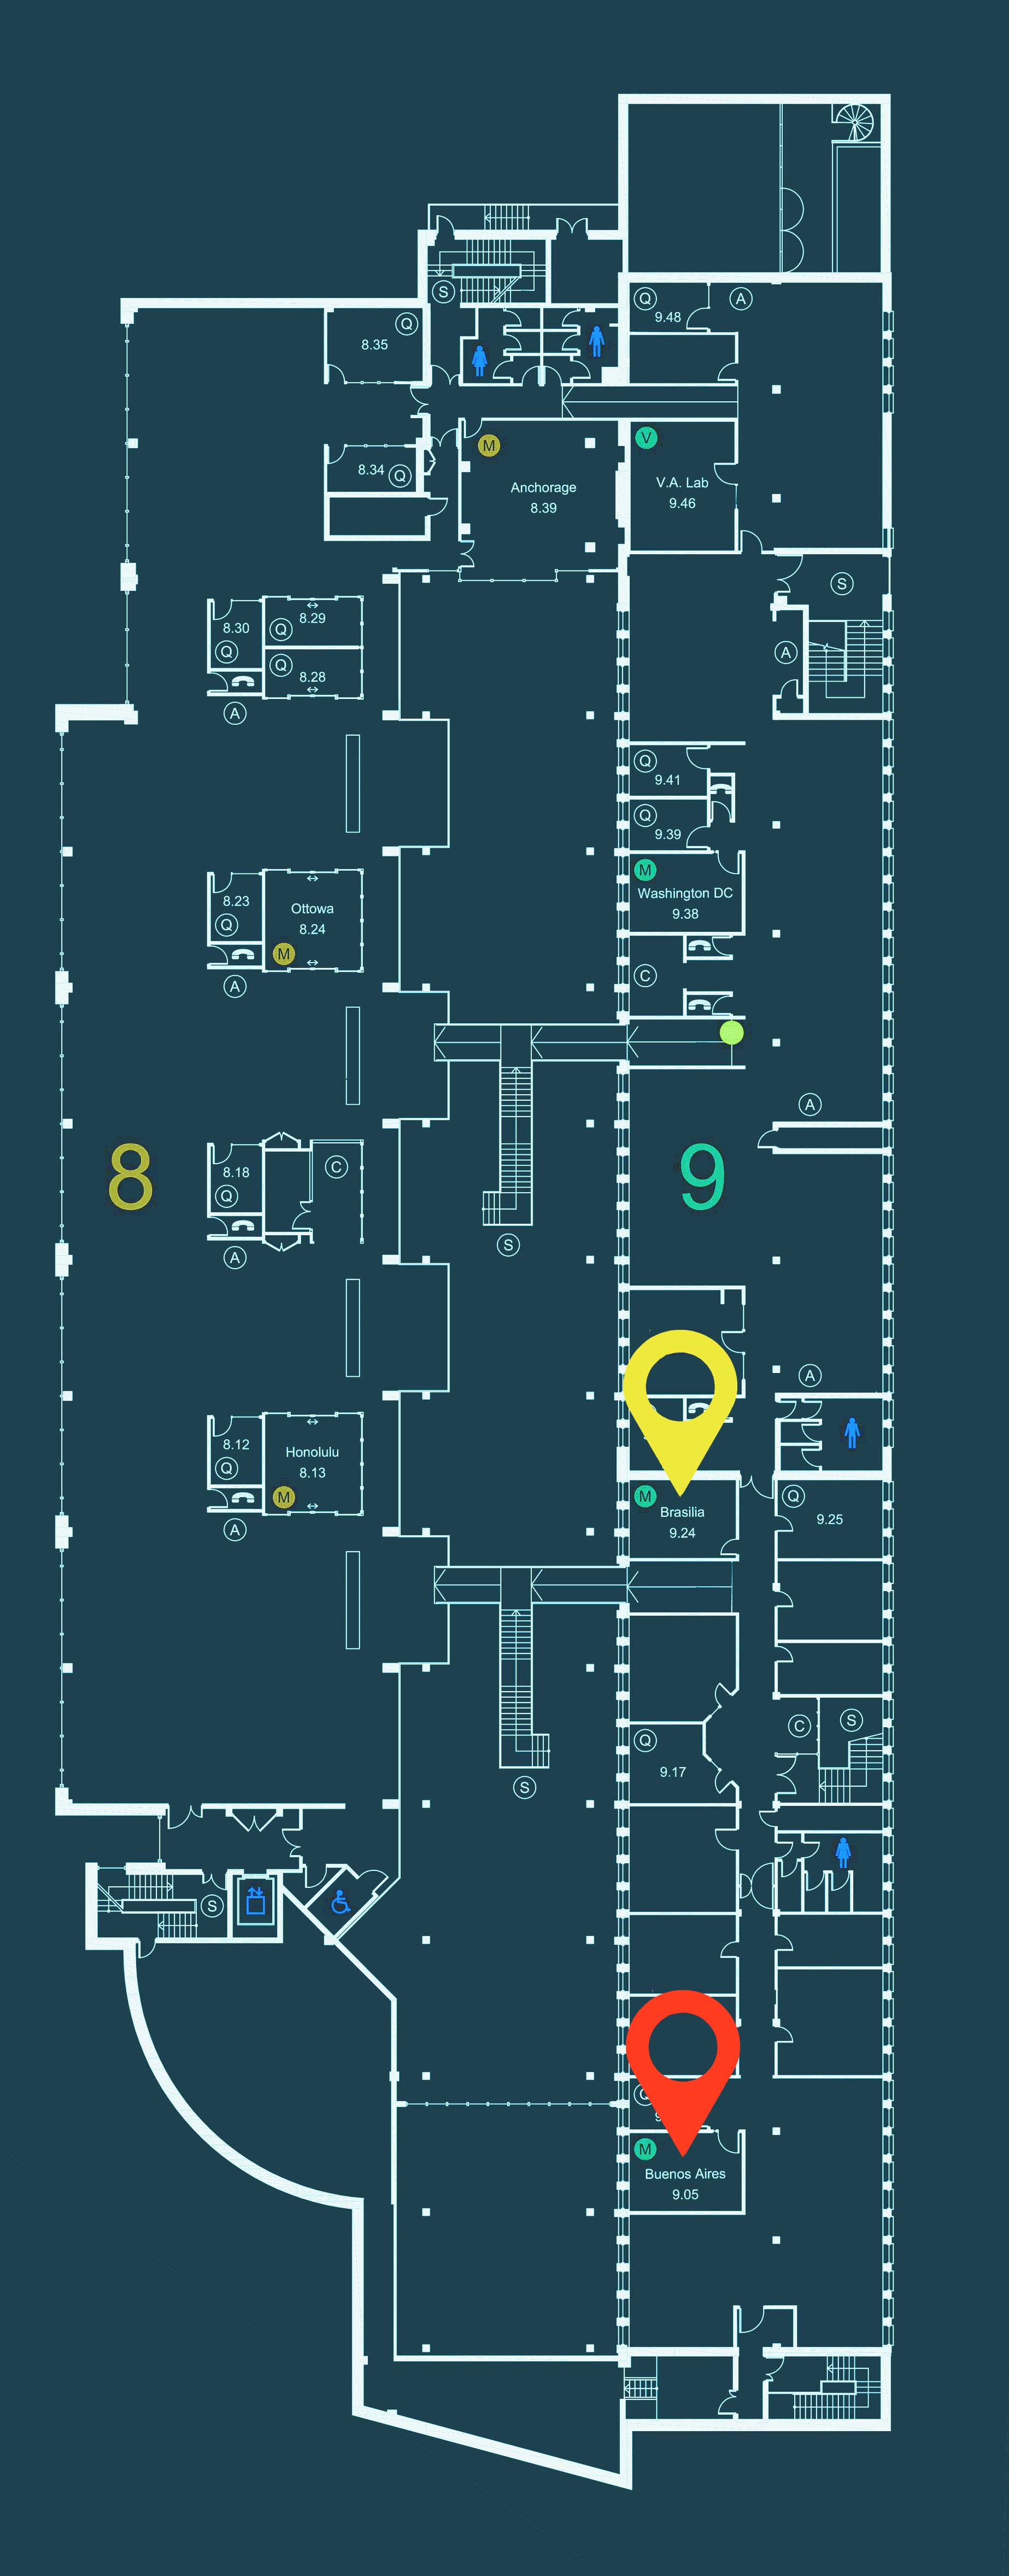 Q
9.48
A
S
Q
8.35
8.34
Q
M
Anchorage
8.39
V
V.A. Lab
9.46
S
A
8.30
Q
8.29
Q
Q
8.28
A
Q
9.41
Q
9.39
M
Washington DC
9.38
C
8.23
Q
Ottowa
8.24
M
A
A
8
9
8.18
Q
C
A
S
A
8.12
Q
Honolulu
8.13
M
A
M
Brasilia
9.24
Q
9.25
Q
9.17
C
S
S
S
Q
M
Buenos Aires
9.05